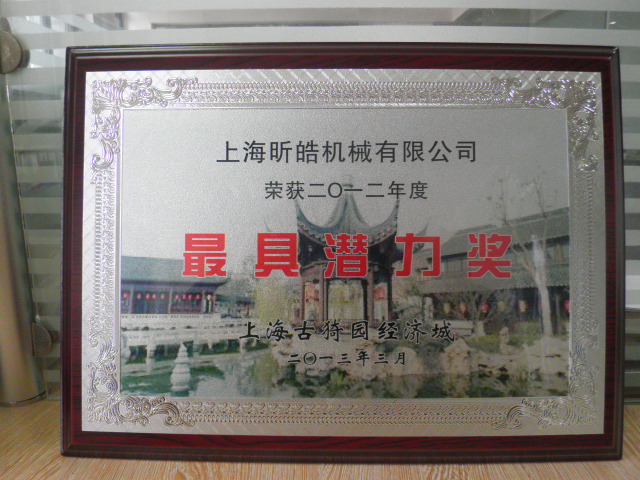 上海昕皓机械有限公司
荣获二〇一二年度
最具潜力奖
上海古猗园经济城
二〇一三年三月